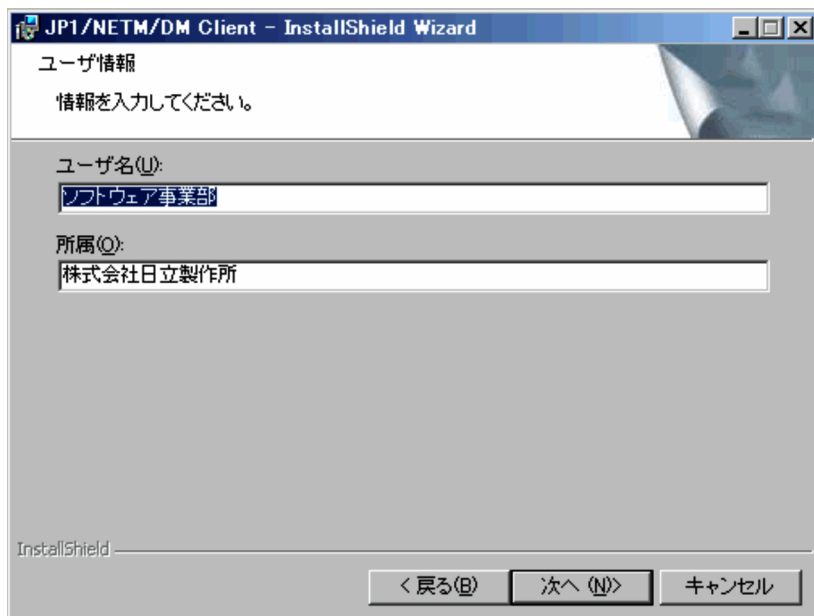 JP1/NETM/DM Client - InstallShield Wizard
ユーザ情報
情報を入力してください。
ユーザ名(U):
ソフトウェア事業部
所属(O):
株式会社日立製作所
InstallShield
< 戻る(B)
次へ (N)>
キャンセル